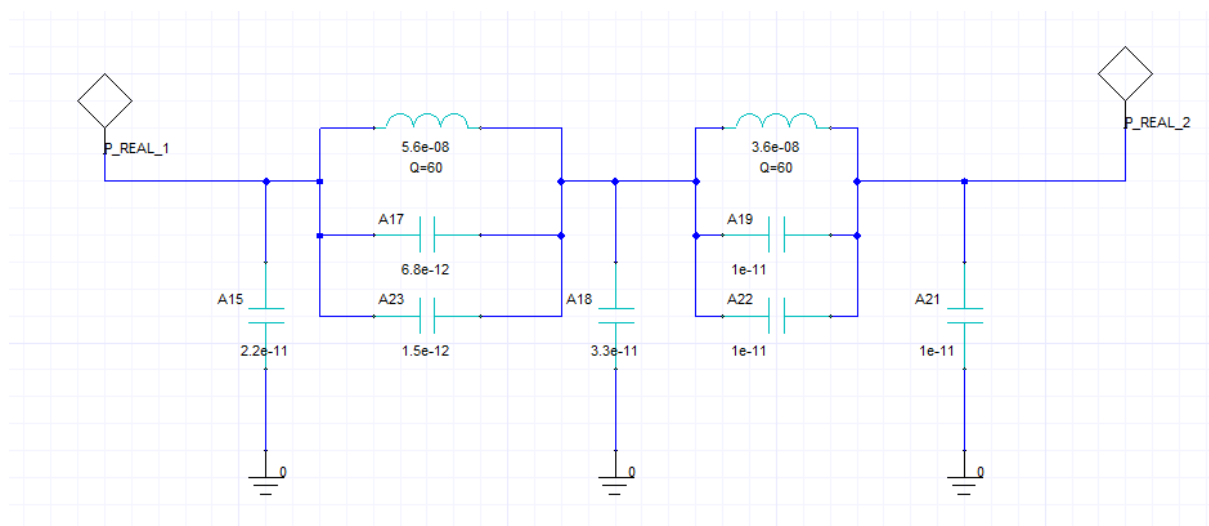 P_REAL_1
P_REAL_2
5.6e-08
Q=60
3.6e-08
Q=60
A17
6.8e-12
A19
1e-11
A15
2.2e-11
A23
1.5e-12
A18
3.3e-11
A22
1e-11
A21
1e-11
0
0
0